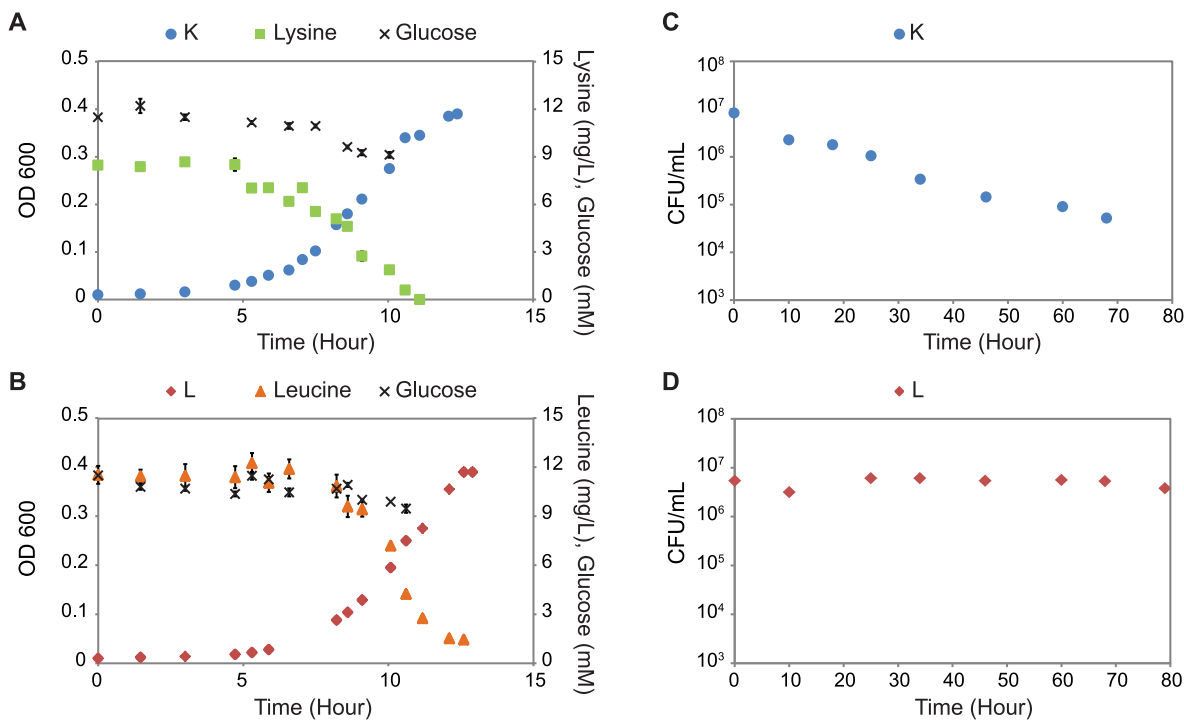 A
K Lysine Glucose
0.5
0.4
0.3
0.2
0.1
0
OD 600
15
12
9
6
3
0
Lysine (mg/L), Glucose (mM)
0 5 10 15
Time (Hour)
C
K
10^8
10^7
10^6
10^5
10^4
10^3
CFU/mL
0 10 20 30 40 50 60 70 80
Time (Hour)
B
L Leucine Glucose
0.5
0.4
0.3
0.2
0.1
0
OD 600
15
12
9
6
3
0
Leucine (mg/L), Glucose (mM)
0 5 10 15
Time (Hour)
D
L
10^8
10^7
10^6
10^5
10^4
10^3
CFU/mL
0 10 20 30 40 50 60 70 80
Time (Hour)